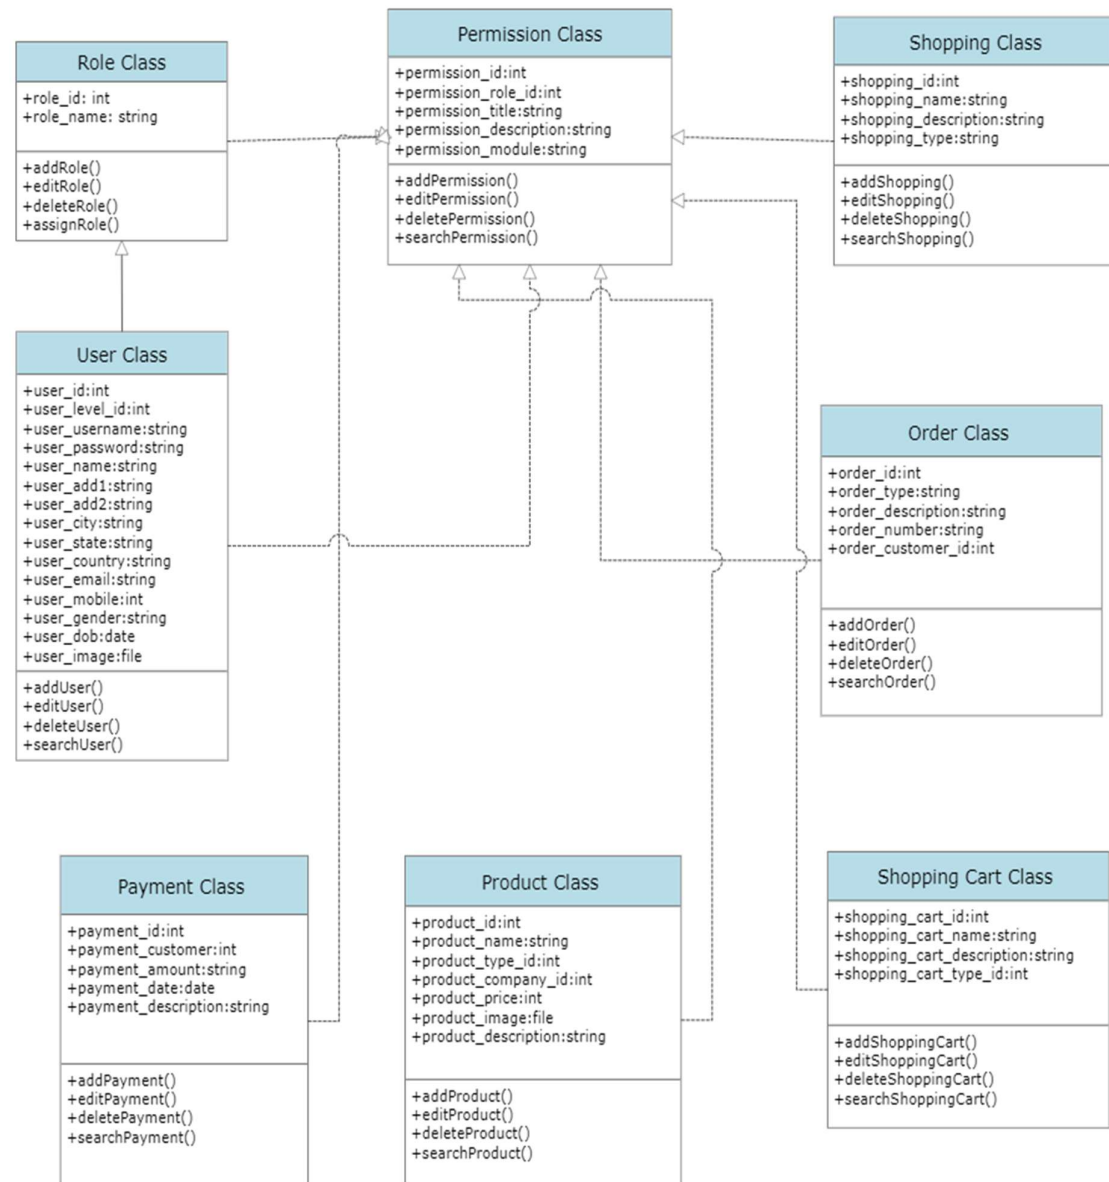 Role Class
+role_id: int
+role_name: string
+addRole()
+editRole()
+deleteRole()
+assignRole()
Permission Class
+permission_id:int
+permission_role_id:int
+permission_title:string
+permission_description:string
+permission_module:string
+addPermission()
+editPermission()
+deletePermission()
+searchPermission()
Shopping Class
+shopping_id:int
+shopping_name:string
+shopping_description:string
+shopping_type:string
+addShopping()
+editShopping()
+deleteShopping()
+searchShopping()
User Class
+user_id:int
+user_level_id:int
+user_username:string
+user_password:string
+user_name:string
+user_add1:string
+user_add2:string
+user_city:string
+user_state:string
+user_country:string
+user_email:string
+user_mobile:int
+user_gender:string
+user_dob:date
+user_image:file
+addUser()
+editUser()
+deleteUser()
+searchUser()
Order Class
+order_id:int
+order_type:string
+order_description:string
+order_number:string
+order_customer_id:int
+addOrder()
+editOrder()
+deleteOrder()
+searchOrder()
Payment Class
+payment_id:int
+payment_customer:int
+payment_amount:string
+payment_date:date
+payment_description:string
+addPayment()
+editPayment()
+deletePayment()
+searchPayment()
Product Class
+product_id:int
+product_name:string
+product_type_id:int
+product_company_id:int
+product_price:int
+product_image:file
+product_description:string
+addProduct()
+editProduct()
+deleteProduct()
+searchProduct()
Shopping Cart Class
+shopping_cart_id:int
+shopping_cart_name:string
+shopping_cart_description:string
+shopping_cart_type_id:int
+addShoppingCart()
+editShoppingCart()
+deleteShoppingCart()
+searchShoppingCart()